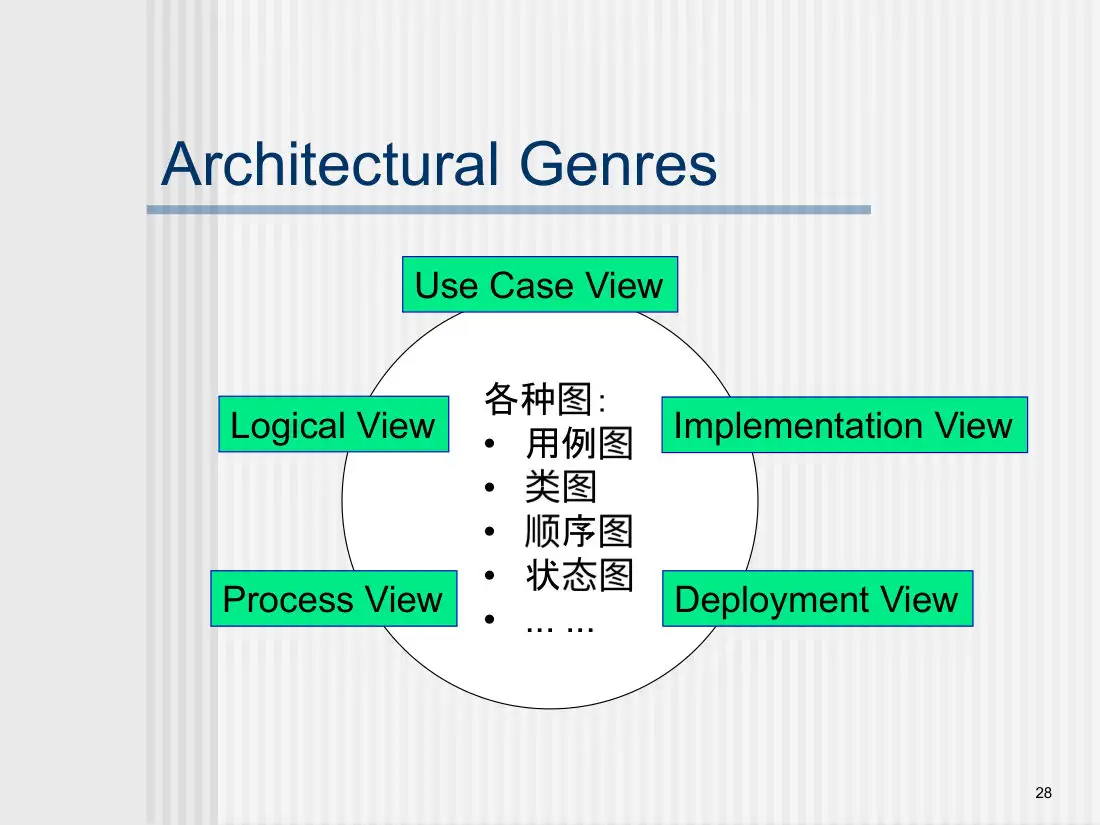 Architectural Genres
Use Case View
Logical View
Implementation View
各种图：
• 用例图
• 类图
• 顺序图
• 状态图
• ... ...
Process View
Deployment View
28